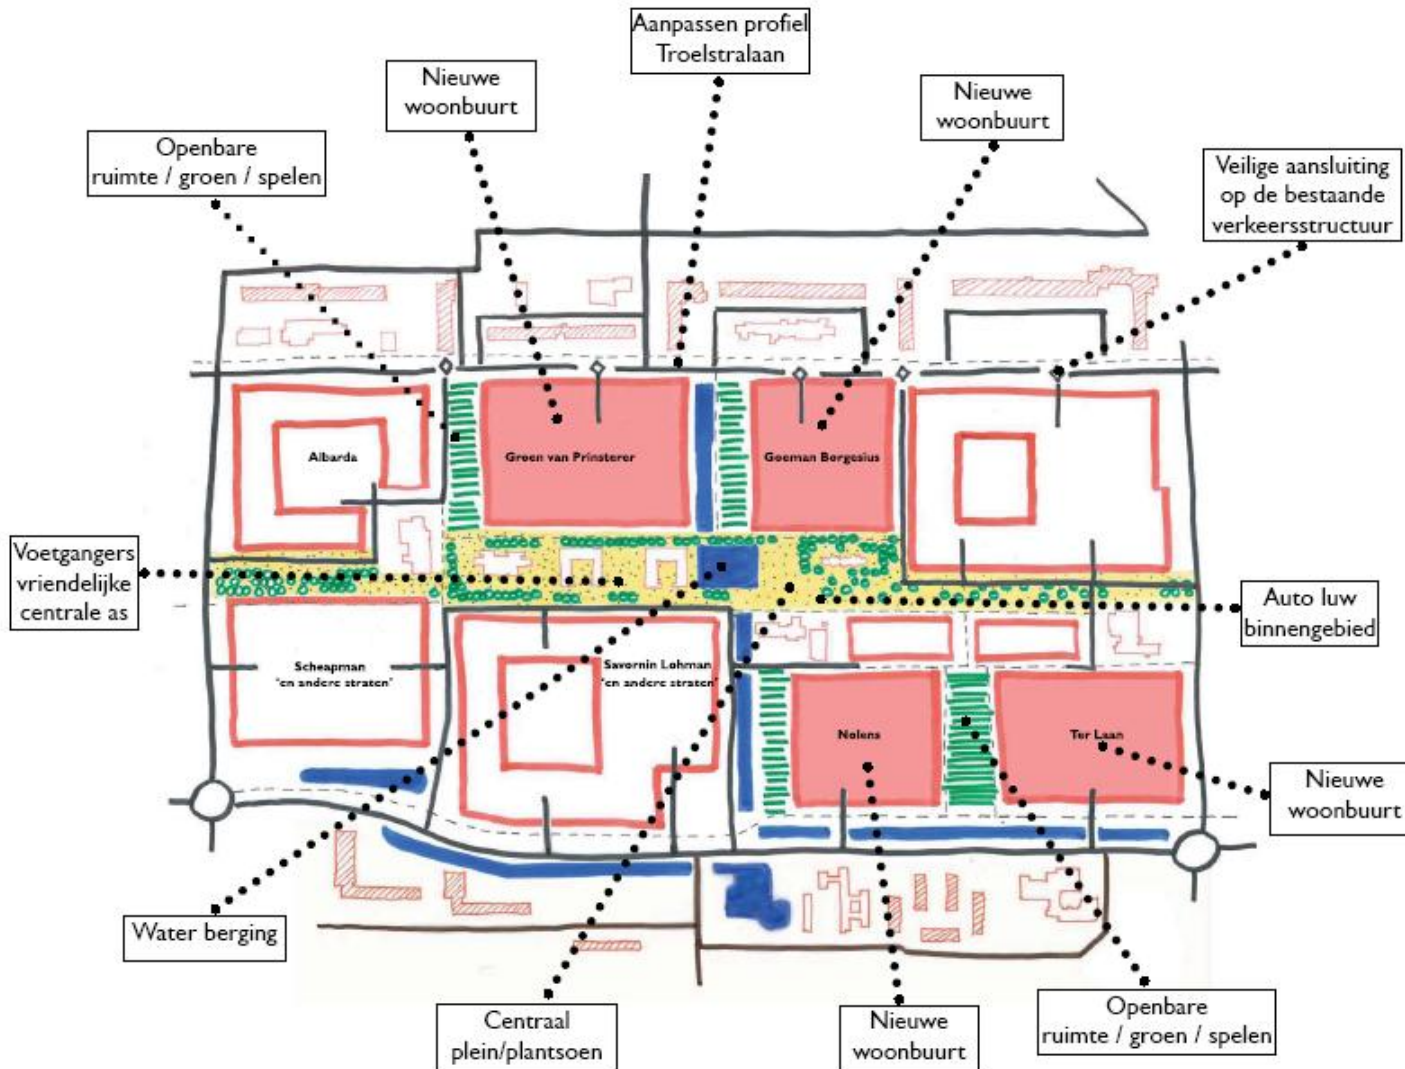 Aanpassen profiel
Troelstralaan
Nieuwe
woonbuurt
Nieuwe
woonbuurt
Openbare
ruimte / groen / spelen
Veilige aansluiting
op de bestaande
verkeersstructuur
Albarda
Groen van Prinsterer
Goeman Borgesius
Voetgangers
vriendelijke
centrale as
Auto luw
binnengebied
Scheapman
"en andere straten"
Savornin Lohman
"en andere straten"
Nolens
Ter Laan
Nieuwe
woonbuurt
Water berging
Centraal
plein/plantsoen
Nieuwe
woonbuurt
Openbare
ruimte / groen / spelen